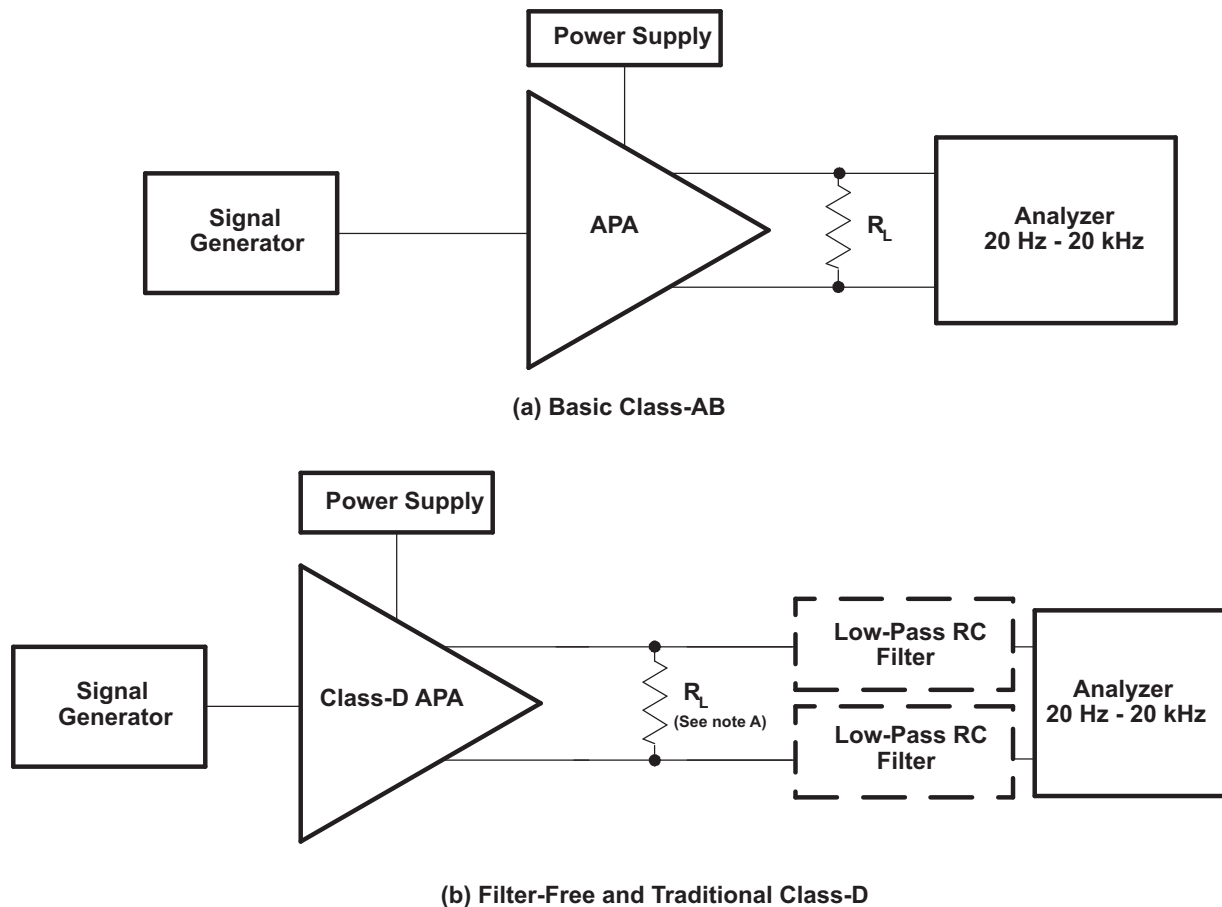 Power Supply
Signal
Generator
APA
R_L
Analyzer
20 Hz - 20 kHz
(a) Basic Class-AB
Power Supply
Signal
Generator
Class-D APA
R_L
(See note A)
Low-Pass RC
Filter
Low-Pass RC
Filter
Analyzer
20 Hz - 20 kHz
(b) Filter-Free and Traditional Class-D